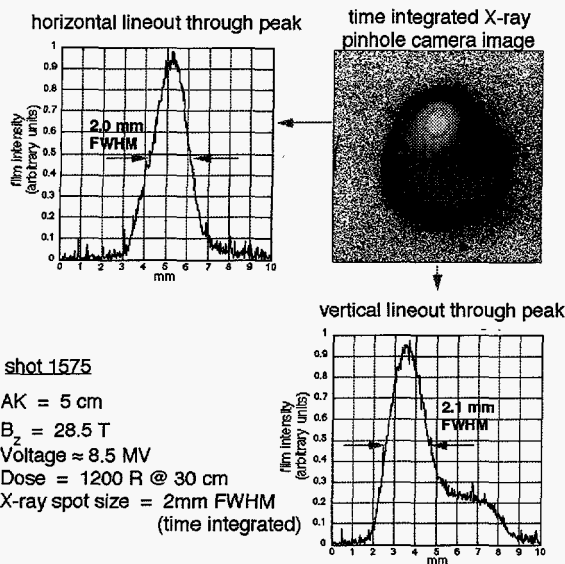 horizontal lineout through peak
time integrated X-ray
pinhole camera image
film intensity
(arbitrary units)
1
0.9
0.8
0.7
0.6
0.5
0.4
0.3
0.2
0.1
0
2.0 mm
FWHM
0 1 2 3 4 5 6 7 8 9 10
mm
vertical lineout through peak
shot 1575
AK = 5 cm
B_z = 28.5 T
Voltage ≈ 8.5 MV
Dose = 1200 R @ 30 cm
X-ray spot size = 2mm FWHM
(time integrated)
film intensity
(arbitrary units)
1
0.9
0.8
0.7
0.6
0.5
0.4
0.3
0.2
0.1
0
2.1 mm
FWHM
0 1 2 3 4 5 6 7 8 9 10
mm